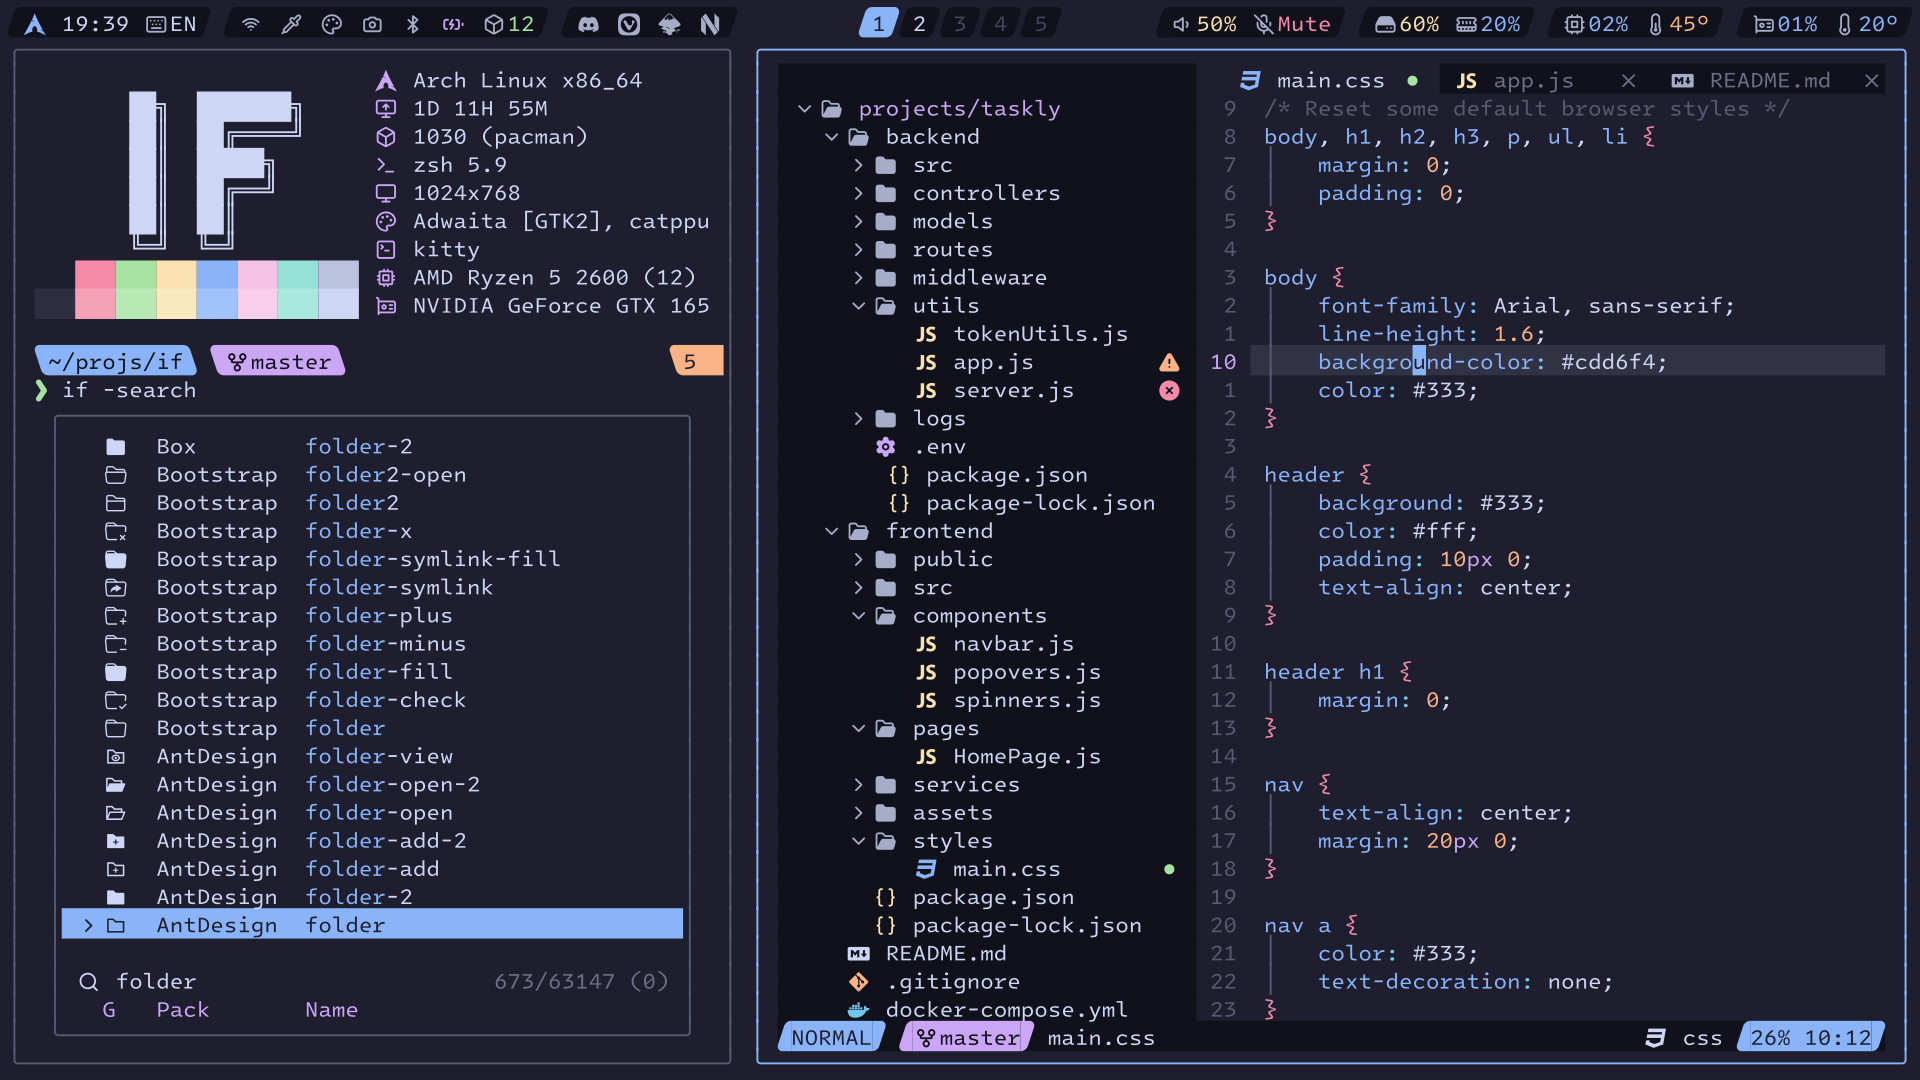 19:39 EN 12 1 2 3 4 5 50% Mute 60% 20% 02% 45° 01% 20°
IF
Arch Linux x86_64
1D 11H 55M
1030 (pacman)
zsh 5.9
1024x768
Adwaita [GTK2], catppu
kitty
AMD Ryzen 5 2600 (12)
NVIDIA GeForce GTX 165
~/projs/if master 5
❯ if -search
Box folder-2
Bootstrap folder2-open
Bootstrap folder2
Bootstrap folder-x
Bootstrap folder-symlink-fill
Bootstrap folder-symlink
Bootstrap folder-plus
Bootstrap folder-minus
Bootstrap folder-fill
Bootstrap folder-check
Bootstrap folder
AntDesign folder-view
AntDesign folder-open-2
AntDesign folder-open
AntDesign folder-add-2
AntDesign folder-add
AntDesign folder-2
> AntDesign folder
folder 673/63147 (0)
G Pack Name
projects/taskly
backend
src
controllers
models
routes
middleware
utils
JS tokenUtils.js
JS app.js
JS server.js
logs
.env
{} package.json
{} package-lock.json
frontend
public
src
components
JS navbar.js
JS popovers.js
JS spinners.js
pages
JS HomePage.js
services
assets
styles
main.css
{} package.json
{} package-lock.json
README.md
.gitignore
docker-compose.yml
main.css JS app.js README.md
9 /* Reset some default browser styles */
8 body, h1, h2, h3, p, ul, li {
7 margin: 0;
6 padding: 0;
5 }
4
3 body {
2 font-family: Arial, sans-serif;
1 line-height: 1.6;
10 background-color: #cdd6f4;
1 color: #333;
2 }
3
4 header {
5 background: #333;
6 color: #fff;
7 padding: 10px 0;
8 text-align: center;
9 }
10
11 header h1 {
12 margin: 0;
13 }
14
15 nav {
16 text-align: center;
17 margin: 20px 0;
18 }
19
20 nav a {
21 color: #333;
22 text-decoration: none;
23 }
NORMAL master main.css css 26% 10:12